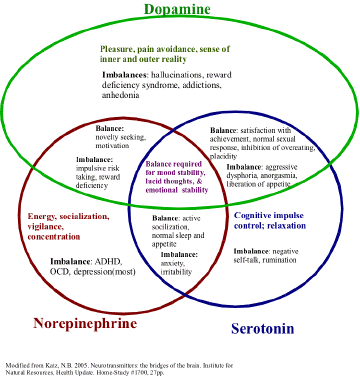 Dopamine
Pleasure, pain avoidance, sense of
inner and outer reality
Imbalances: hallucinations, reward
deficiency syndrome, addictions,
anhedonia
Balance:
novelty seeking,
motivation
Imbalance:
impulsive risk
taking, reward
deficiency
Balance: satisfaction with
achievement, normal sexual
response, inhibition of overeating,
placidity
Imbalance: aggressive
dysphoria, anorgasmia,
liberation of appetite
Balance required
for mood stability,
lucid thoughts, &
emotional stability
Energy, socialization,
vigilance,
concentration
Imbalance: ADHD,
OCD, depression(most)
Balance: active
socilization,
normal sleep and
appetite
Imbalance:
anxiety,
irritability
Cognitive impulse
control; relaxation
Imbalance: negative
self-talk, rumination
Norepinephrine
Serotonin
Modified from Katz, N.B. 2005. Neurotransmitters: the bridges of the brain. Institute for
Natural Resources. Health Update. Home-Study #1700, 27pp.